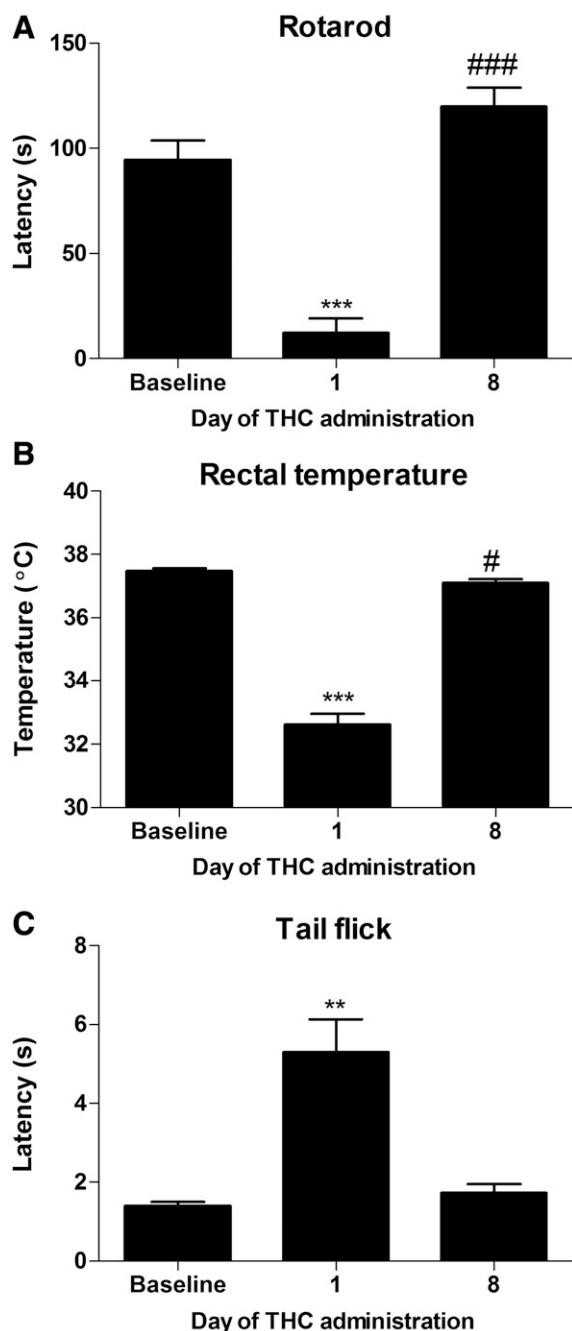 A
Rotarod
150
100
50
0
Latency (s)
***
###
Baseline 1 8
Day of THC administration
B
Rectal temperature
40
38
36
34
32
30
Temperature (°C)
***
#
Baseline 1 8
Day of THC administration
C
Tail flick
8
6
4
2
0
Latency (s)
**
Baseline 1 8
Day of THC administration